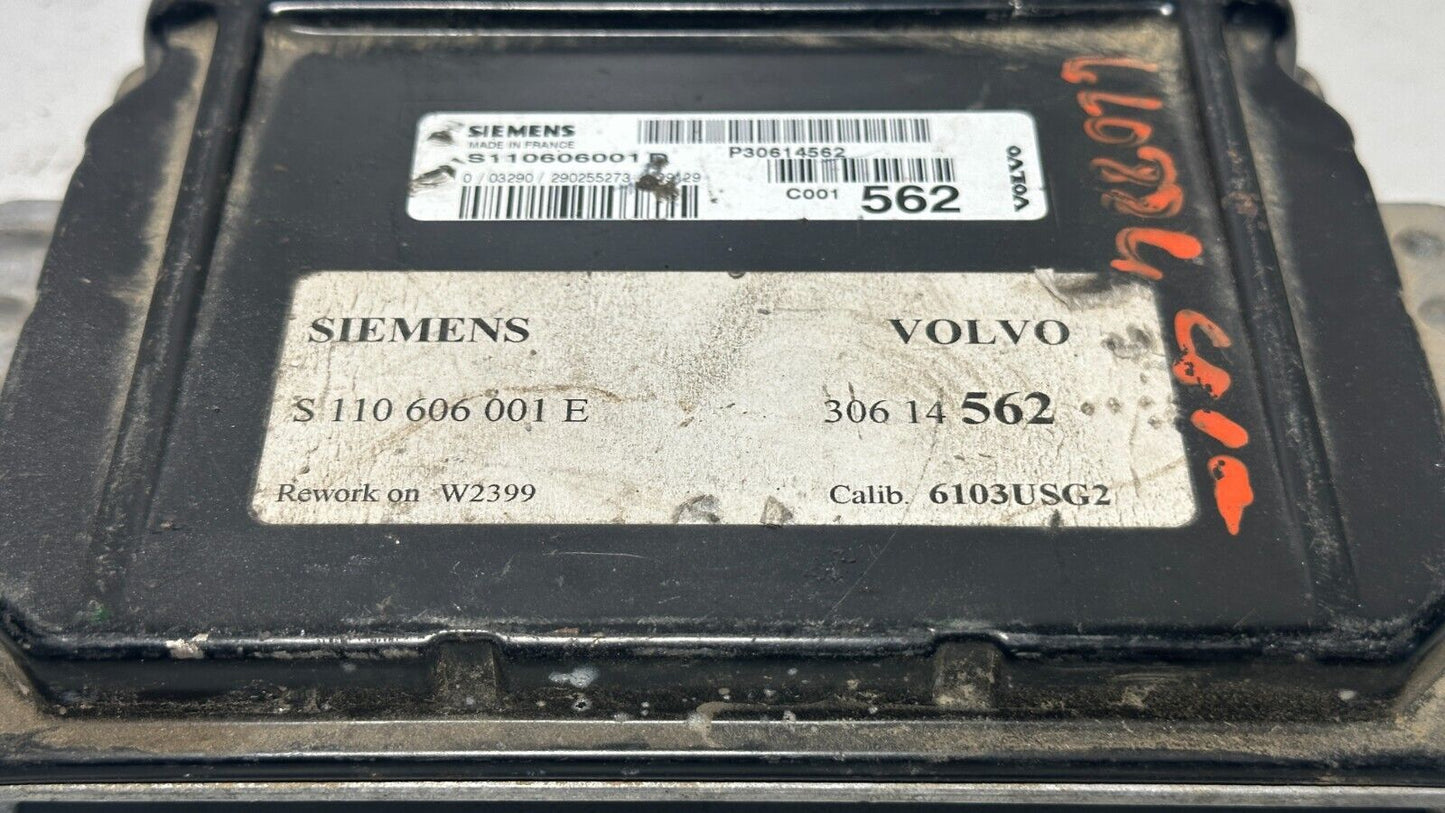 SIEMENS
MADE IN FRANCE
S110606001
0 / 03290 / 290255273
P30614562
C001 562
VOLVO
SIEMENS VOLVO
S 110 606 001 E 306 14 562
Rework on W2399 Calib. 6103USG2